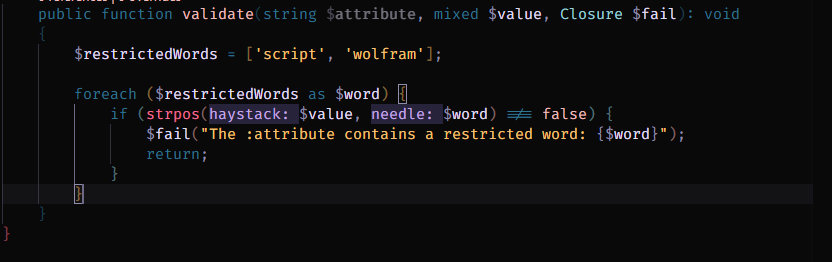 public function validate(string $attribute, mixed $value, Closure $fail): void
{
$restrictedWords = ['script', 'wolfram'];
foreach ($restrictedWords as $word) {
if (strpos(haystack: $value, needle: $word) !== false) {
$fail("The :attribute contains a restricted word: {$word}");
return;
}
}
}
}